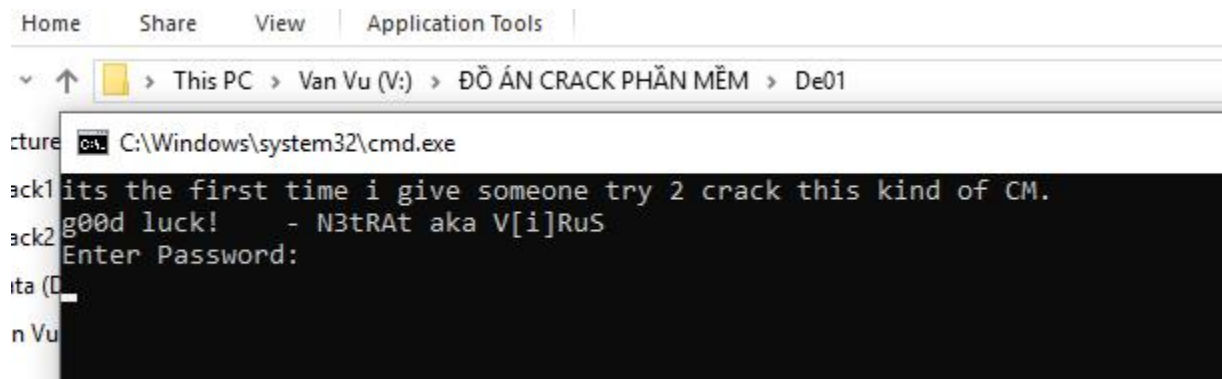 Home Share View Application Tools
This PC > Van Vu (V:) > ĐỒ ÁN CRACK PHẦN MỀM > De01
C:\Windows\system32\cmd.exe
its the first time i give someone try 2 crack this kind of CM.
g00d luck! - N3tRAt aka V[i]RuS
Enter Password: